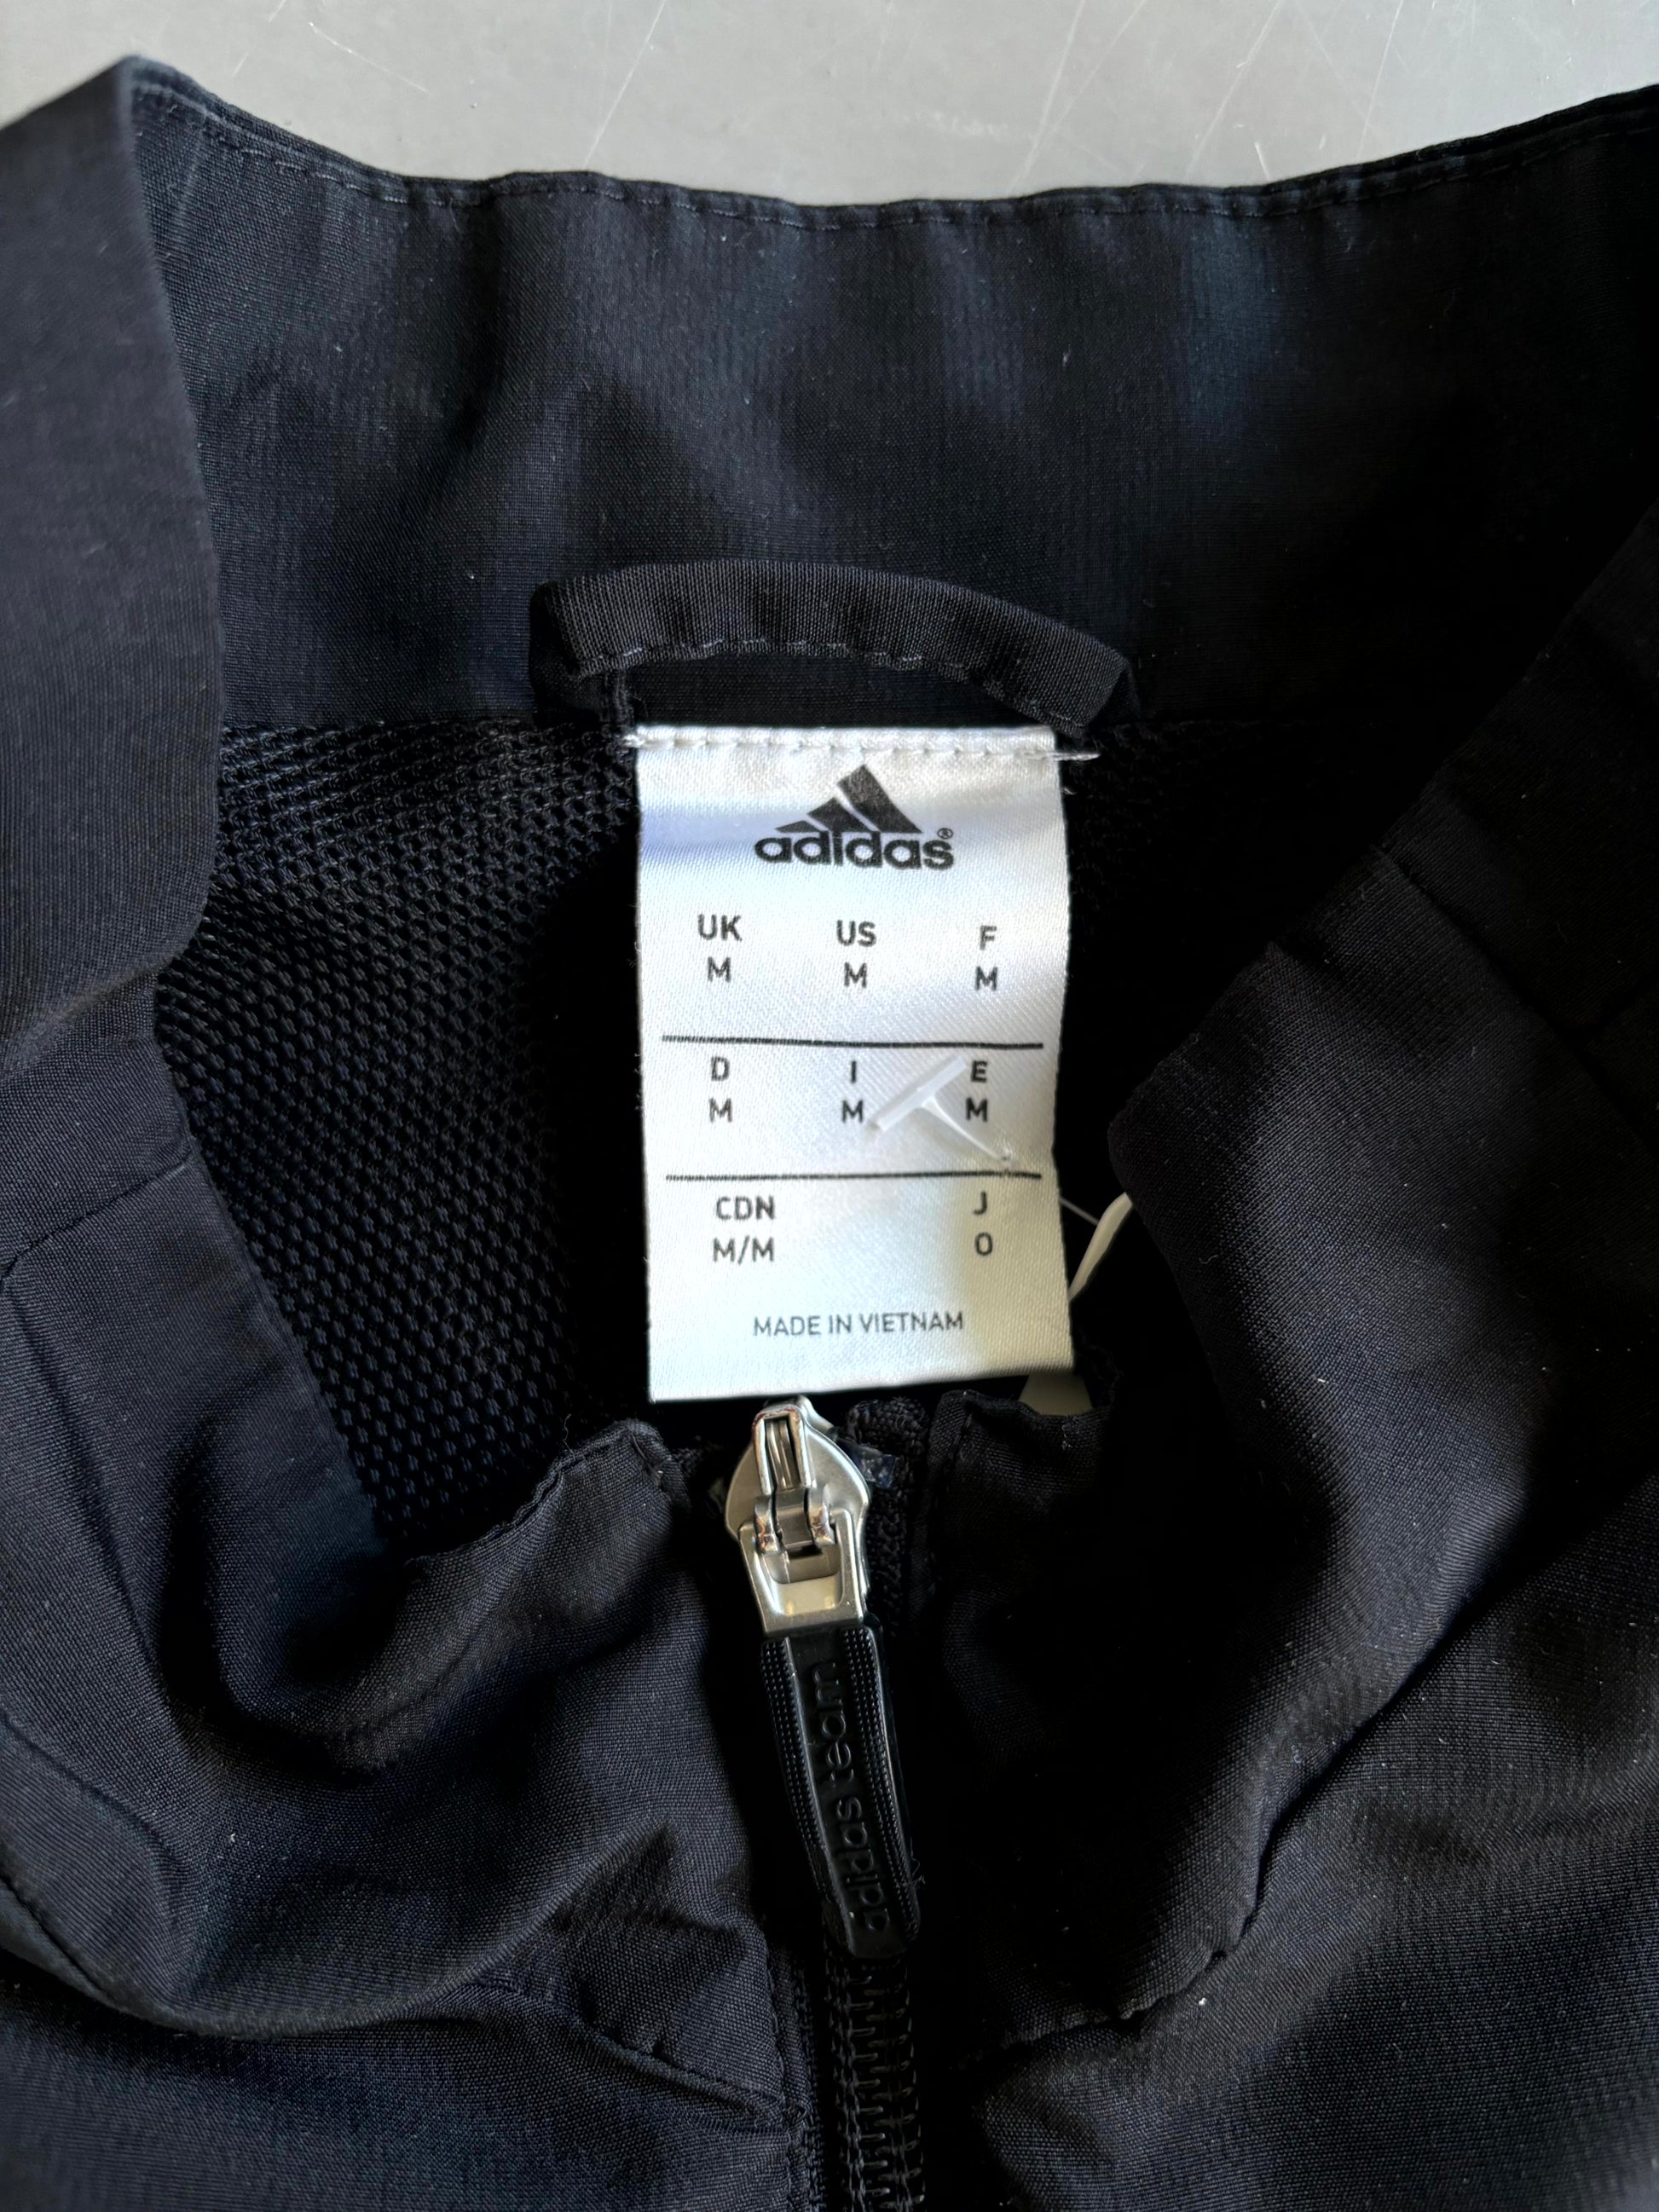 adidas®
UK US F
M M M
D I E
M M M
CDN J
M/M O
MADE IN VIETNAM
adidas team